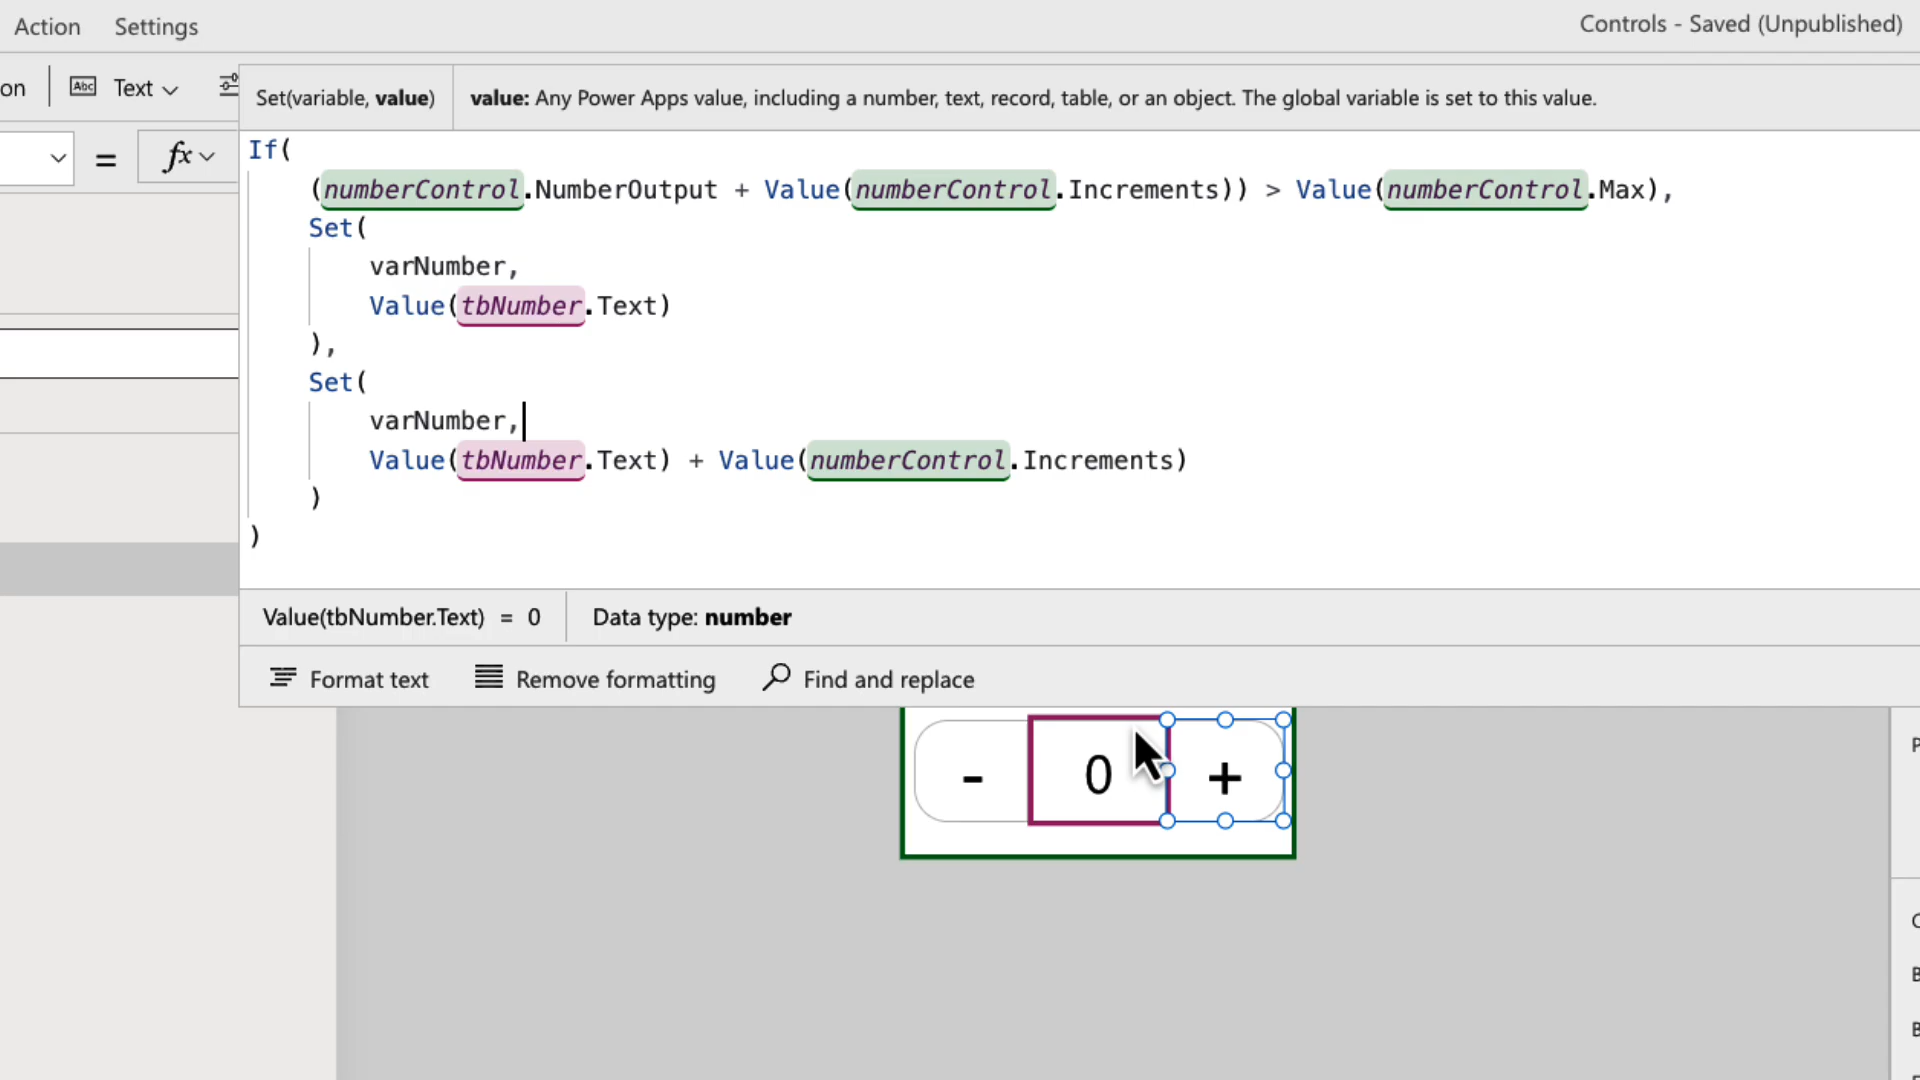 Action Settings
Controls - Saved (Unpublished)
on Abc Text
= fx
Set(variable, value) value: Any Power Apps value, including a number, text, record, table, or an object. The global variable is set to this value.
If(
(numberControl.NumberOutput + Value(numberControl.Increments)) > Value(numberControl.Max),
Set(
varNumber,
Value(tbNumber.Text)
),
Set(
varNumber,
Value(tbNumber.Text) + Value(numberControl.Increments)
)
)
Value(tbNumber.Text) = 0 Data type: number
Format text Remove formatting Find and replace
- 0 +